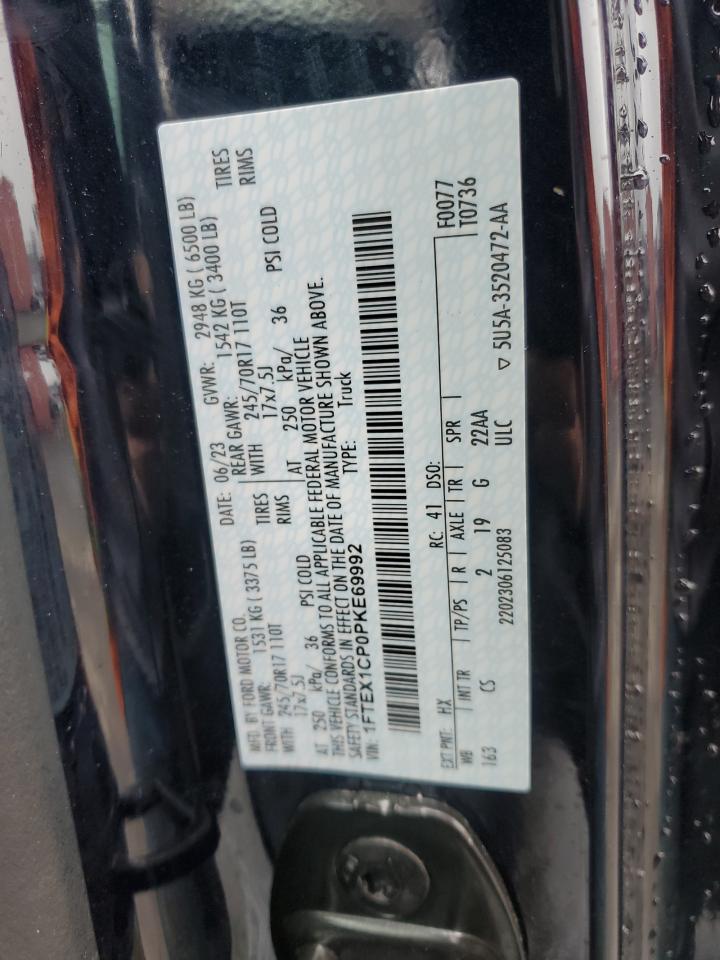 MFD. BY FORD MOTOR CO. DATE: 06/23 GVWR: 2948 KG ( 6500 LB)
FRONT GAWR: 1531 KG ( 3375 LB) REAR GAWR: 1542 KG ( 3400 LB)
WITH 245/70R17 110T TIRES WITH 245/70R17 110T TIRES
17x7.5J RIMS 17x7.5J RIMS
AT 250 kPa/ 36 PSI COLD AT 250 kPa/ 36 PSI COLD
THIS VEHICLE CONFORMS TO ALL APPLICABLE FEDERAL MOTOR VEHICLE
SAFETY STANDARDS IN EFFECT ON THE DATE OF MANUFACTURE SHOWN ABOVE.
VIN: 1FTEX1CP0PKE69992 TYPE: Truck
EXT PNT: HX RC: 41 DSO: F0077
WB INT TR TP/PS R AXLE TR SPR T0736
163 CS 2 19 G 22AA
2202306125083 ULC ▽ 5U5A-3520472-AA